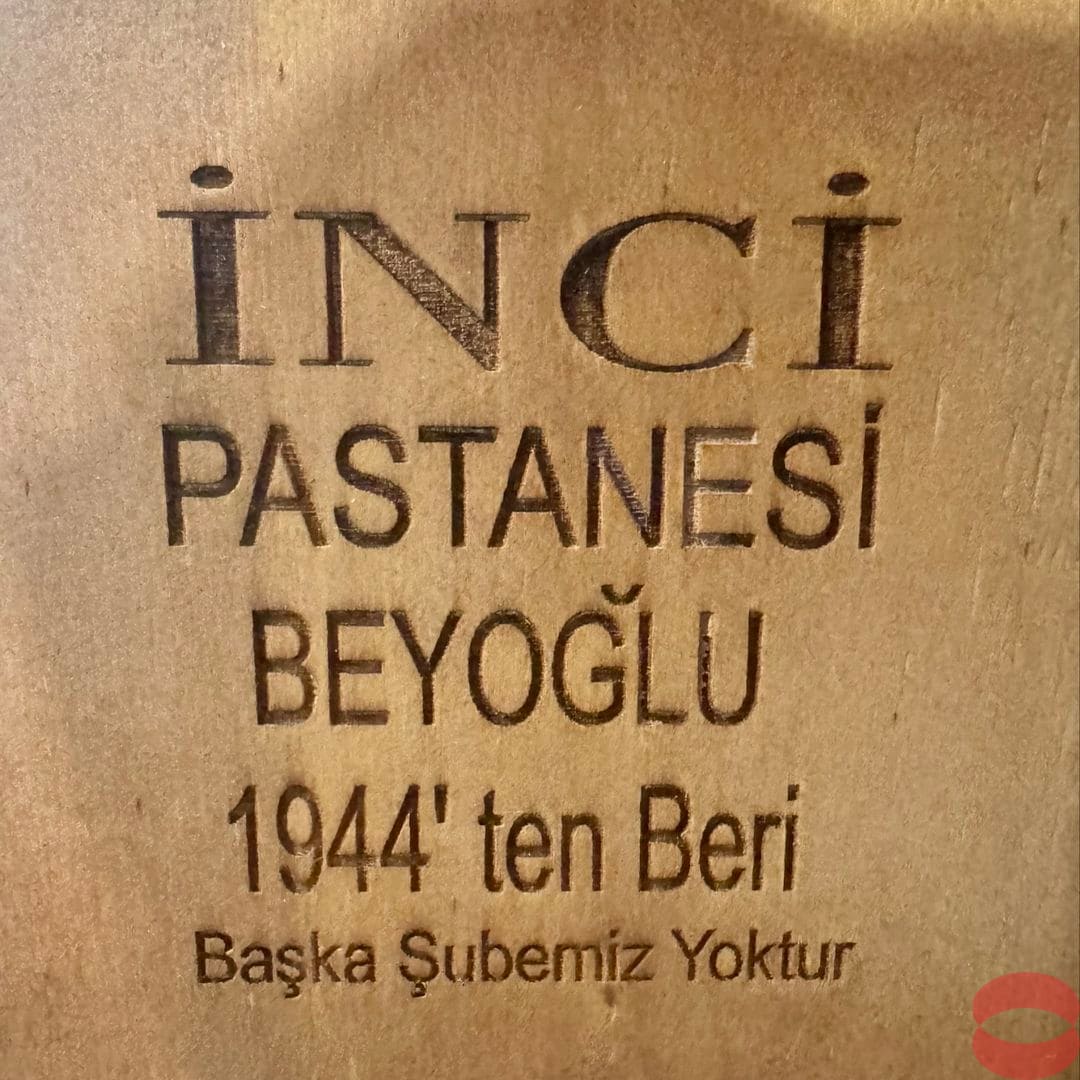 İNCİ
PASTANESİ
BEYOĞLU
1944' ten Beri
Başka Şubemiz Yoktur